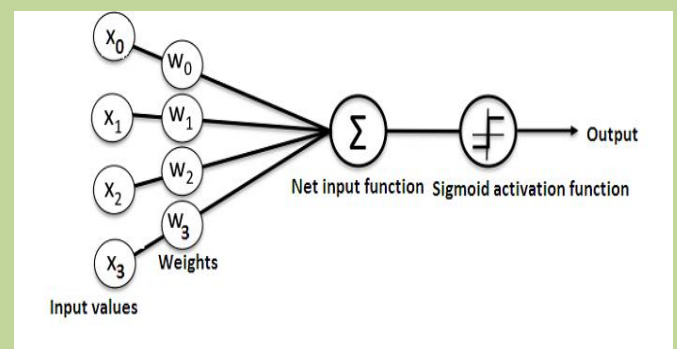 X0
W0
X1
W1
X2
W2
X3
W3
Σ
Output
Net input function
Sigmoid activation function
Weights
Input values